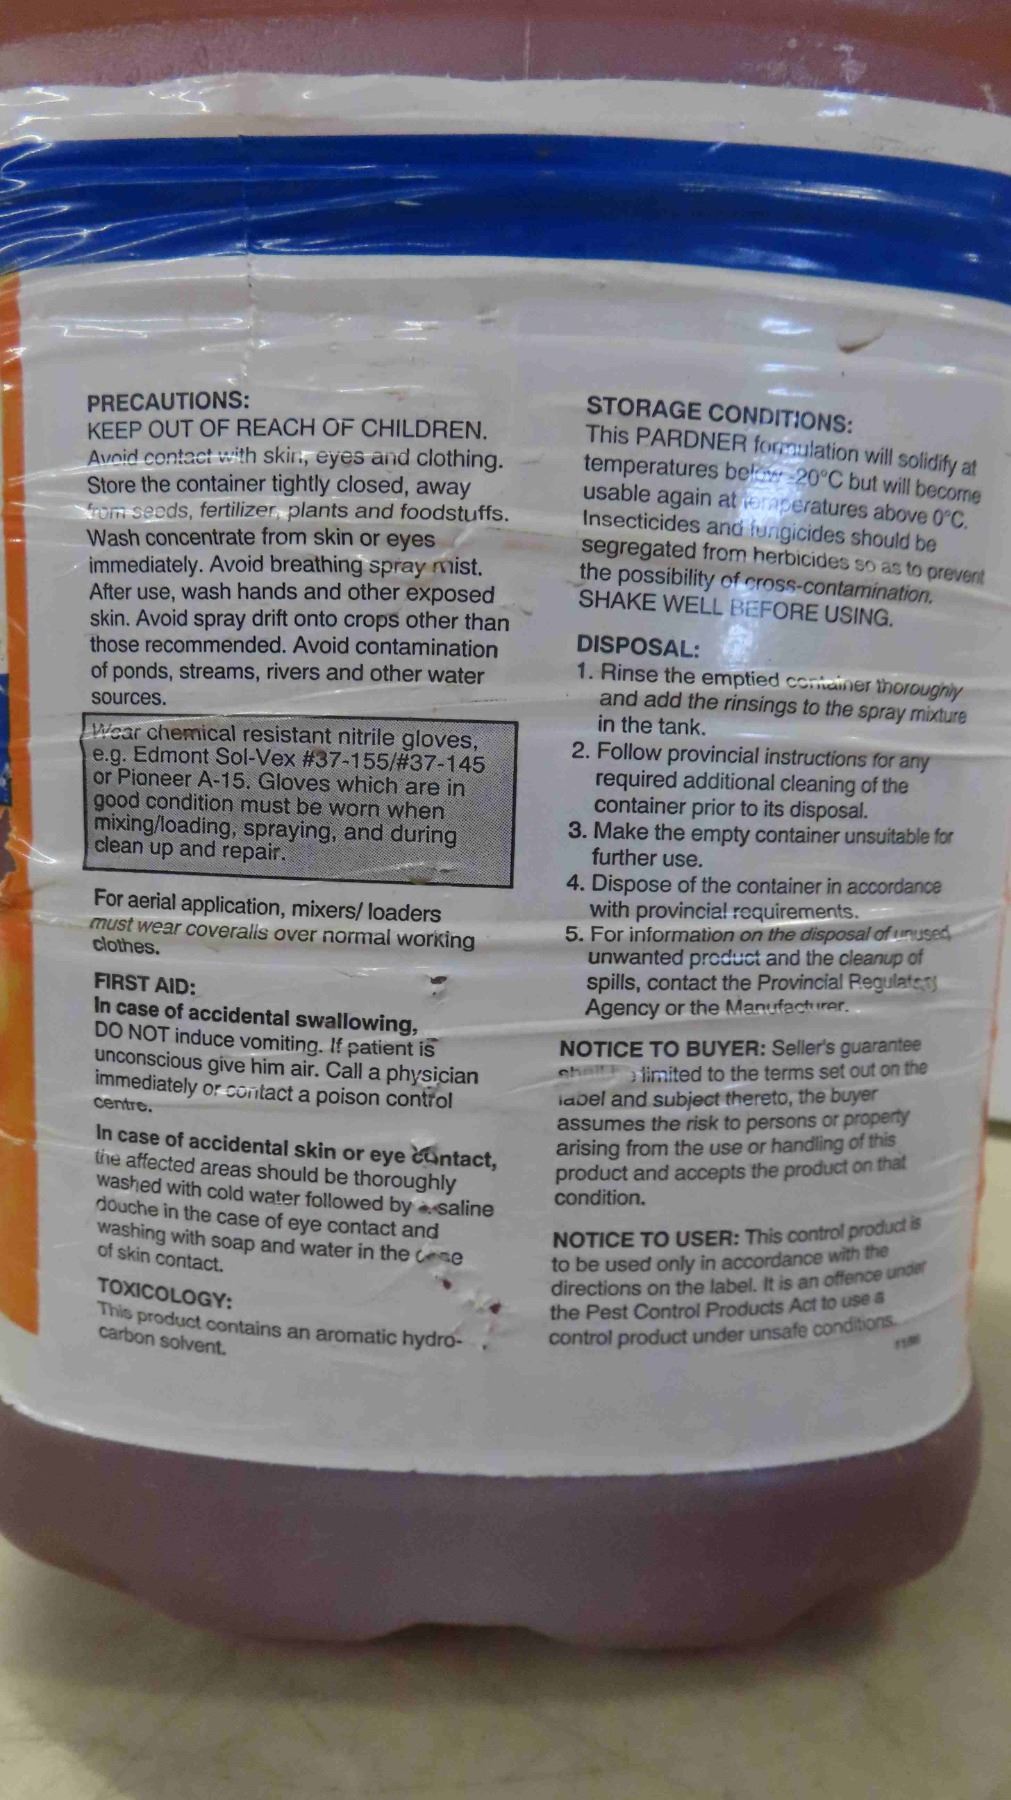 PRECAUTIONS:
KEEP OUT OF REACH OF CHILDREN.
Avoid contact with skin, eyes and clothing.
Store the container tightly closed, away
from seeds, fertilizer, plants and foodstuffs.
Wash concentrate from skin or eyes
immediately. Avoid breathing spray mist.
After use, wash hands and other exposed
skin. Avoid spray drift onto crops other than
those recommended. Avoid contamination
of ponds, streams, rivers and other water
sources.
Wear chemical resistant nitrile gloves,
e.g. Edmont Sol-Vex #37-155/#37-145
or Pioneer A-15. Gloves which are in
good condition must be worn when
mixing/loading, spraying, and during
clean up and repair.
For aerial application, mixers/ loaders
must wear coveralls over normal working
clothes.
FIRST AID:
In case of accidental swallowing,
DO NOT induce vomiting. If patient is
unconscious give him air. Call a physician
immediately or contact a poison control
centre.
In case of accidental skin or eye contact,
the affected areas should be thoroughly
washed with cold water followed by a saline
douche in the case of eye contact and
washing with soap and water in the case
of skin contact.
TOXICOLOGY:
This product contains an aromatic hydro-
carbon solvent.
STORAGE CONDITIONS:
This PARDNER formulation will solidify at
temperatures below -20°C but will become
usable again at temperatures above 0°C.
Insecticides and fungicides should be
segregated from herbicides so as to prevent
the possibility of cross-contamination.
SHAKE WELL BEFORE USING.
DISPOSAL:
1. Rinse the emptied container thoroughly
and add the rinsings to the spray mixture
in the tank.
2. Follow provincial instructions for any
required additional cleaning of the
container prior to its disposal.
3. Make the empty container unsuitable for
further use.
4. Dispose of the container in accordance
with provincial requirements.
5. For information on the disposal of unused,
unwanted product and the cleanup of
spills, contact the Provincial Regulatory
Agency or the Manufacturer.
NOTICE TO BUYER: Seller's guarantee
shall be limited to the terms set out on the
label and subject thereto, the buyer
assumes the risk to persons or property
arising from the use or handling of this
product and accepts the product on that
condition.
NOTICE TO USER: This control product is
to be used only in accordance with the
directions on the label. It is an offence under
the Pest Control Products Act to use a
control product under unsafe conditions.